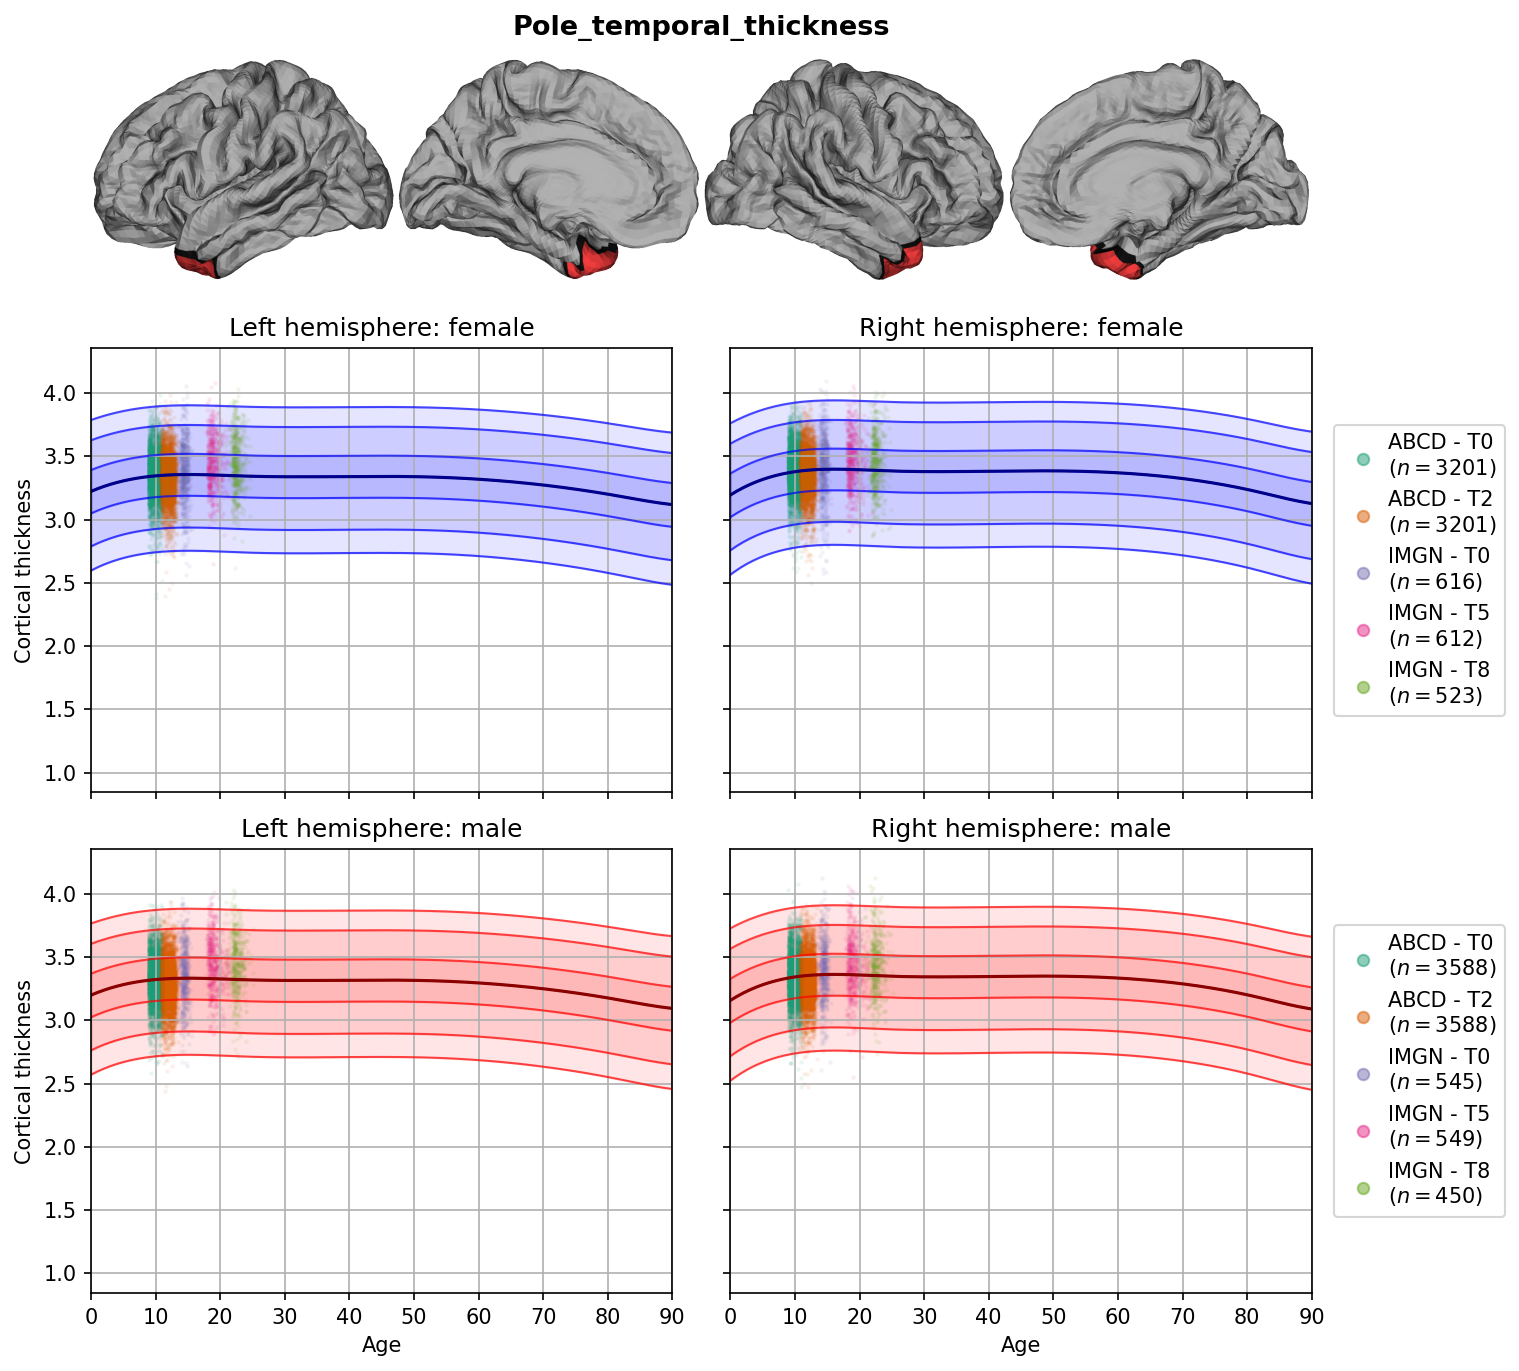 Pole_temporal_thickness
Left hemisphere: female
Right hemisphere: female
Cortical thickness
4.0
3.5
3.0
2.5
2.0
1.5
1.0
ABCD - T0
(n = 3201)
ABCD - T2
(n = 3201)
IMGN - T0
(n = 616)
IMGN - T5
(n = 612)
IMGN - T8
(n = 523)
Left hemisphere: male
Right hemisphere: male
Cortical thickness
4.0
3.5
3.0
2.5
2.0
1.5
1.0
0 10 20 30 40 50 60 70 80 90
0 10 20 30 40 50 60 70 80 90
Age
Age
ABCD - T0
(n = 3588)
ABCD - T2
(n = 3588)
IMGN - T0
(n = 545)
IMGN - T5
(n = 549)
IMGN - T8
(n = 450)